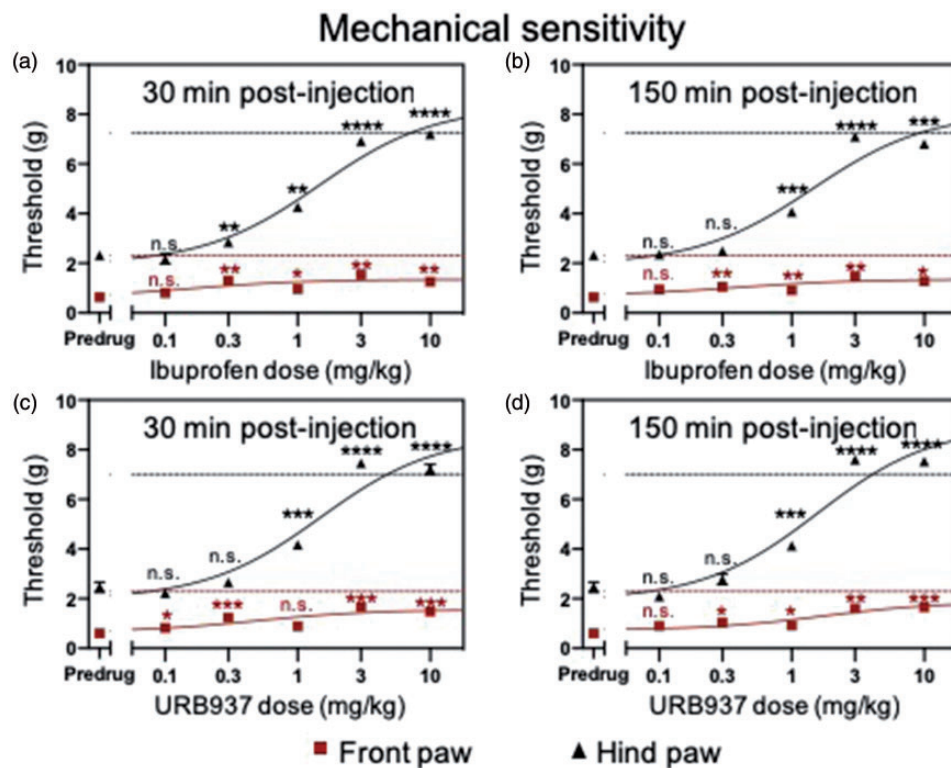 Mechanical sensitivity
(a)
30 min post-injection
Threshold (g)
10
8
6
4
2
0
n.s.
★★
★★
★★★★
★★★★
n.s.
★★
★
★★
★★
Predrug 0.1 0.3 1 3 10
Ibuprofen dose (mg/kg)
(b)
150 min post-injection
Threshold (g)
10
8
6
4
2
0
n.s.
n.s.
★★★
★★★★
★★★
n.s.
★★
★★
★★
★
Predrug 0.1 0.3 1 3 10
Ibuprofen dose (mg/kg)
(c)
30 min post-injection
Threshold (g)
10
8
6
4
2
0
n.s.
n.s.
★★★
★★★★
★★★★
★
★★★
n.s.
★★★
★★★
Predrug 0.1 0.3 1 3 10
URB937 dose (mg/kg)
(d)
150 min post-injection
Threshold (g)
10
8
6
4
2
0
n.s.
n.s.
★★★
★★★★
★★★★
n.s.
★
★
★★
★★★
Predrug 0.1 0.3 1 3 10
URB937 dose (mg/kg)
Front paw
Hind paw